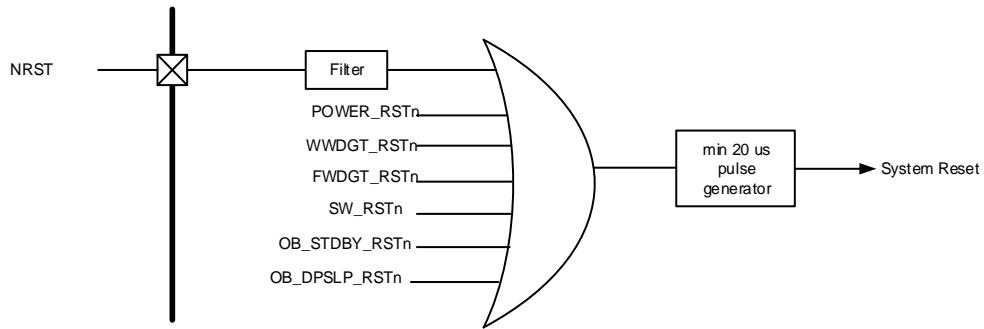 NRST
Filter
POWER_RSTn
WWDGT_RSTn
FWDGT_RSTn
SW_RSTn
OB_STDBY_RSTn
OB_DPSLP_RSTn
min 20 us
pulse
generator
System Reset